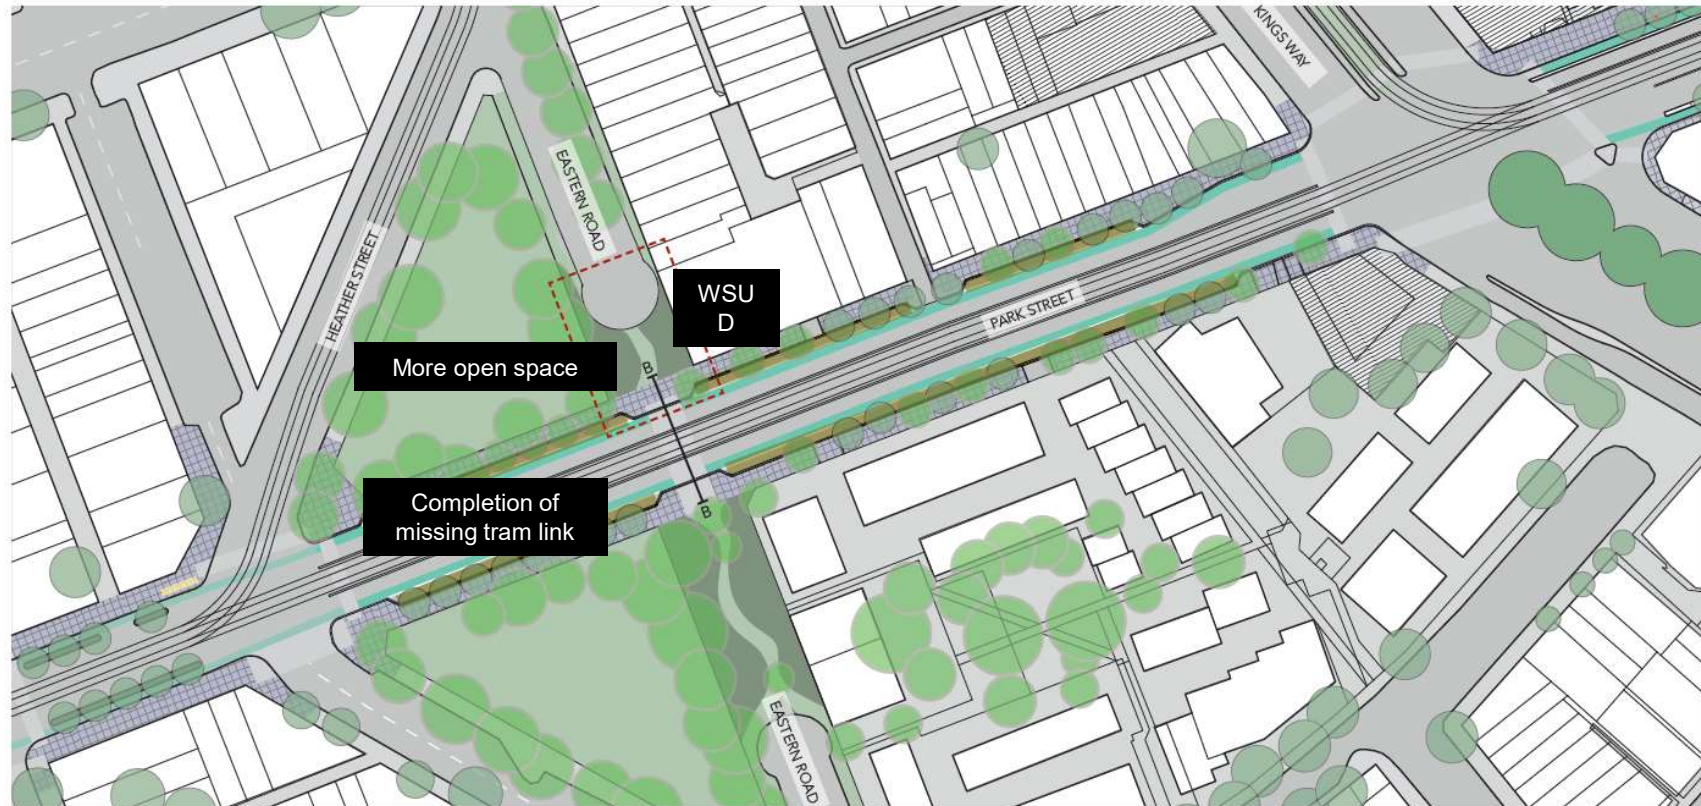 KINGS WAY
EASTERN ROAD
HEATHER STREET
WSU
D
PARK STREET
More open space
B
Completion of
missing tram link
B
EASTERN ROAD